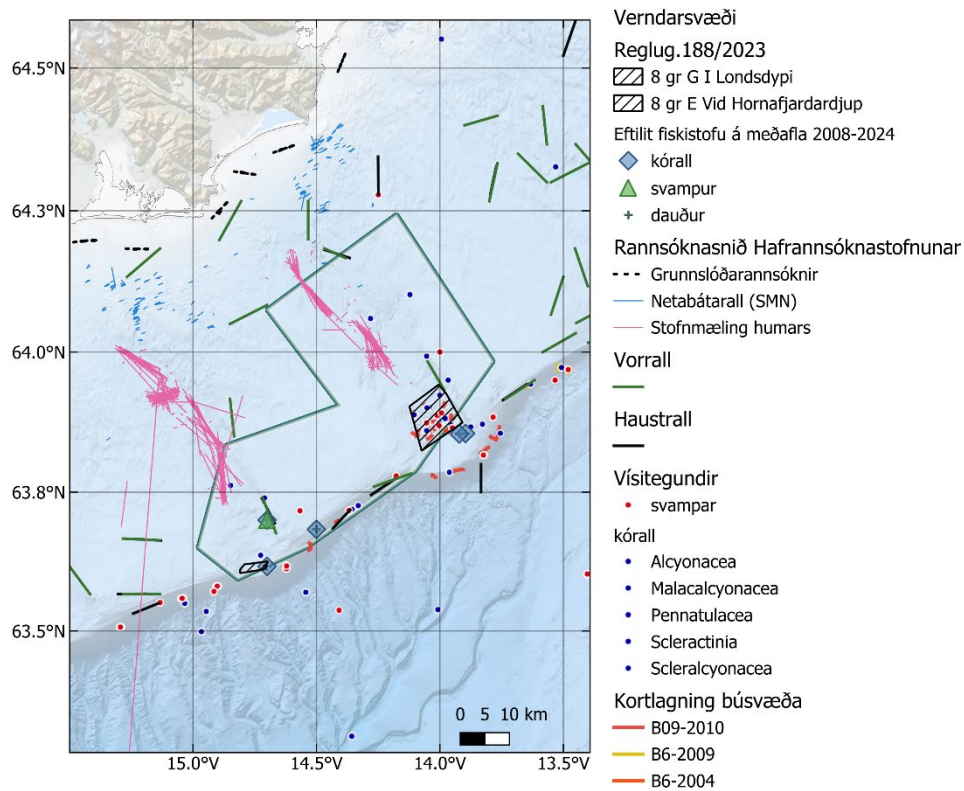 64.5°N
64.3°N
64.0°N
63.8°N
63.5°N
15.0°V
14.5°V
14.0°V
13.5°V
0 5 10 km
Verndarsvæði
Reglug.188/2023
8 gr G I Londsdypi
8 gr E Vid Hornafjardardjup
Eftilit fiskistofu á meðafla 2008-2024
kórall
svampur
dauður
Rannsóknasnið Hafrannsóknastofnunar
Grunnslóðarannsóknir
Netabátarall (SMN)
Stofnmæling humars
Vorrall
Haustrall
Vísitegundir
svampar
kórall
Alcyonacea
Malacalcyonacea
Pennatulacea
Scleractinia
Scleralcyonacea
Kortlagning búsvæða
B09-2010
B6-2009
B6-2004